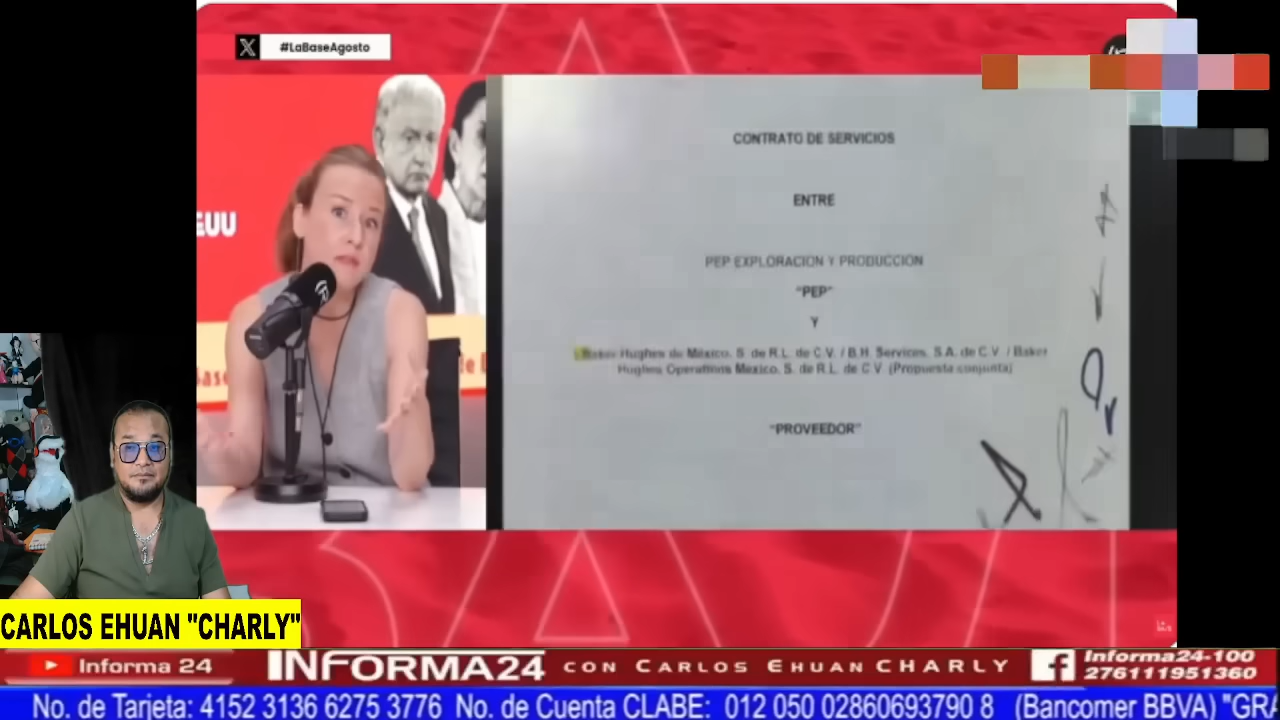 #LaBaseAgosto
EUU
CONTRATO DE SERVICIOS
ENTRE
PEP EXPLORACION Y PRODUCCION
"PEP"
Y
Baker Hughes de México. S. de R.L. de C.V. / B.H. Services. S.A. de C.V. / Baker
Hughes Operations Mexico. S. de R.L. de C.V. (Propuesta conjunta)
"PROVEEDOR"
CARLOS EHUAN "CHARLY"
Informa 24
INFORMA24 CON CARLOS EHUAN CHARLY
Informa24-100
276111951360
No. de Tarjeta: 4152 3136 6275 3776 No. de Cuenta CLABE: 012 050 02860693790 8 (Bancomer BBVA) "GRA